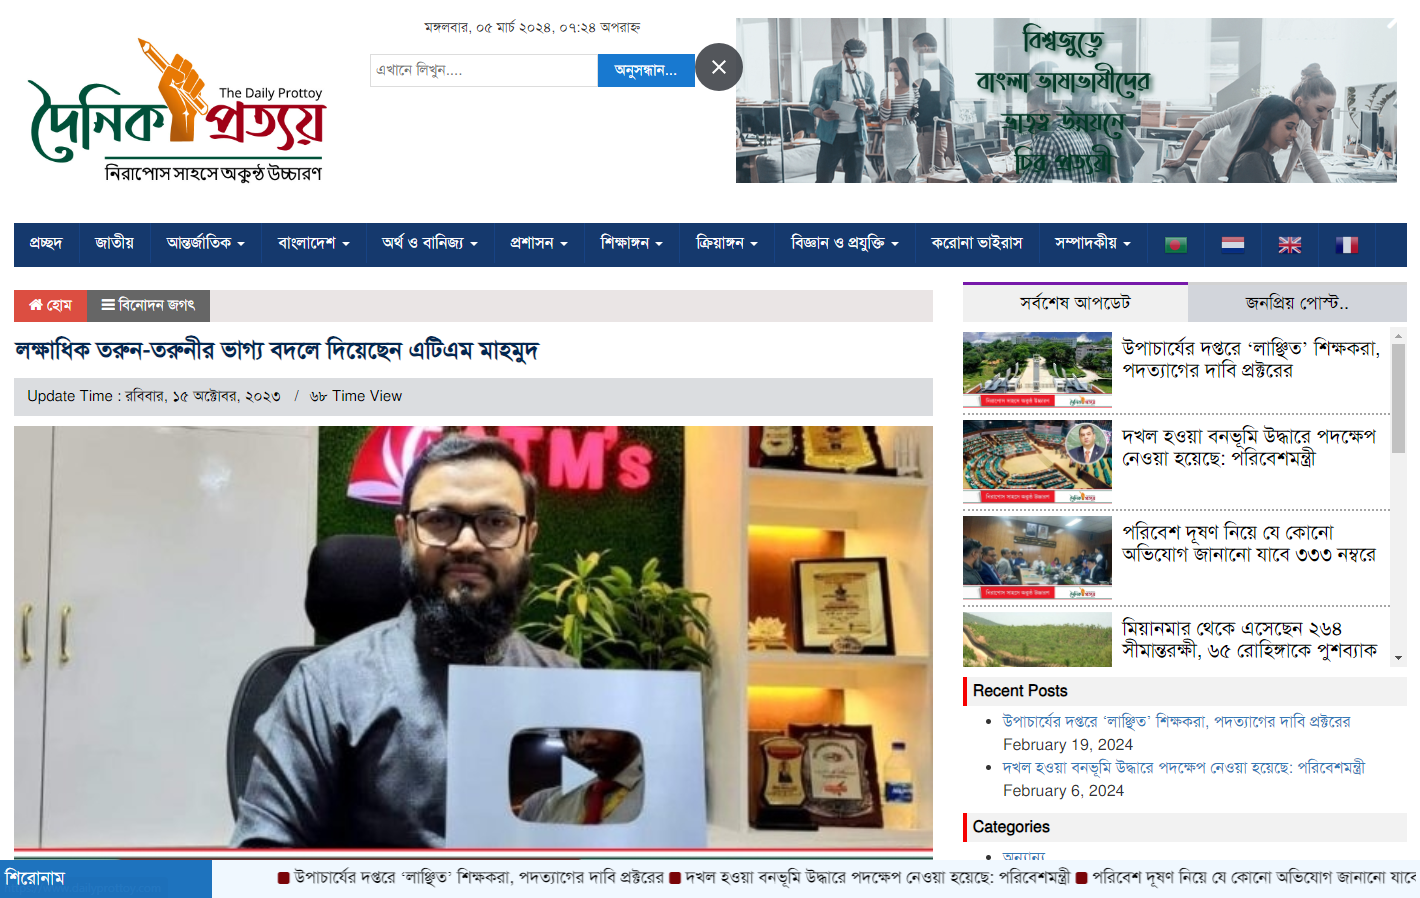 দৈনিক প্রত্যয়
The Daily Prottoy
নিরাপোস সাহসে অকুন্ঠ উচ্চারণ
মঙ্গলবার, ০৫ মার্চ ২০২৪, ০৭:২৪ অপরাহ্ন
এখানে লিখুন....
অনুসন্ধান...
বিশ্বজুড়ে
বাংলা ভাষাভাষীদের
ভাতৃত্ব উন্নয়নে
চির প্রত্যয়ী
প্রচ্ছদ
জাতীয়
আন্তর্জাতিক
বাংলাদেশ
অর্থ ও বানিজ্য
প্রশাসন
শিক্ষাঙ্গন
ক্রিয়াঙ্গন
বিজ্ঞান ও প্রযুক্তি
করোনা ভাইরাস
সম্পাদকীয়
হোম
বিনোদন জগৎ
লক্ষাধিক তরুন-তরুনীর ভাগ্য বদলে দিয়েছেন এটিএম মাহমুদ
Update Time : রবিবার, ১৫ অক্টোবর, ২০২৩ / ৬৮ Time View
ATM's
সর্বশেষ আপডেট
জনপ্রিয় পোস্ট..
উপাচার্যের দপ্তরে ‘লাঞ্ছিত’ শিক্ষকরা,
পদত্যাগের দাবি প্রক্টরের
দখল হওয়া বনভূমি উদ্ধারে পদক্ষেপ
নেওয়া হয়েছে: পরিবেশমন্ত্রী
পরিবেশ দূষণ নিয়ে যে কোনো
অভিযোগ জানানো যাবে ৩৩৩ নম্বরে
মিয়ানমার থেকে এসেছেন ২৬৪
সীমান্তরক্ষী, ৬৫ রোহিঙ্গাকে পুশব্যাক
Recent Posts
উপাচার্যের দপ্তরে ‘লাঞ্ছিত’ শিক্ষকরা, পদত্যাগের দাবি প্রক্টরের
February 19, 2024
দখল হওয়া বনভূমি উদ্ধারে পদক্ষেপ নেওয়া হয়েছে: পরিবেশমন্ত্রী
February 6, 2024
Categories
অন্যান্য
শিরোনাম
উপাচার্যের দপ্তরে ‘লাঞ্ছিত’ শিক্ষকরা, পদত্যাগের দাবি প্রক্টরের দখল হওয়া বনভূমি উদ্ধারে পদক্ষেপ নেওয়া হয়েছে: পরিবেশমন্ত্রী পরিবেশ দূষণ নিয়ে যে কোনো অভিযোগ জানানো যাবে